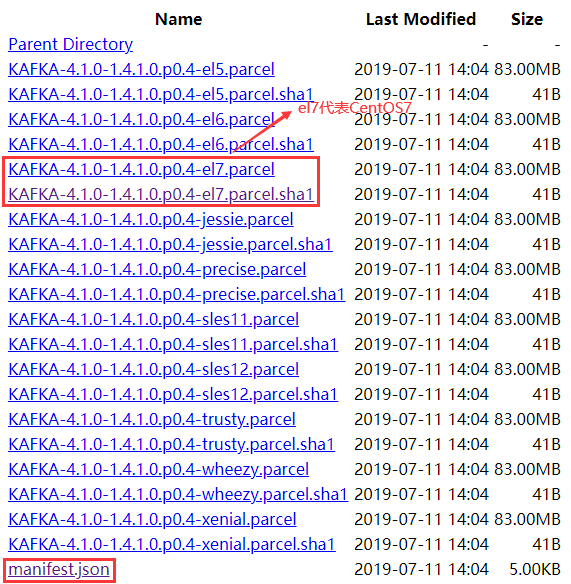 Name Last Modified Size
Parent Directory - -
KAFKA-4.1.0-1.4.1.0.p0.4-el5.parcel 2019-07-11 14:04 83.00MB
KAFKA-4.1.0-1.4.1.0.p0.4-el5.parcel.sha1 2019-07-11 14:04 41B
el7代表CentOS7
KAFKA-4.1.0-1.4.1.0.p0.4-el6.parcel 2019-07-11 14:04 83.00MB
KAFKA-4.1.0-1.4.1.0.p0.4-el6.parcel.sha1 2019-07-11 14:04 41B
KAFKA-4.1.0-1.4.1.0.p0.4-el7.parcel 2019-07-11 14:04 83.00MB
KAFKA-4.1.0-1.4.1.0.p0.4-el7.parcel.sha1 2019-07-11 14:04 41B
KAFKA-4.1.0-1.4.1.0.p0.4-jessie.parcel 2019-07-11 14:04 83.00MB
KAFKA-4.1.0-1.4.1.0.p0.4-jessie.parcel.sha1 2019-07-11 14:04 41B
KAFKA-4.1.0-1.4.1.0.p0.4-precise.parcel 2019-07-11 14:04 83.00MB
KAFKA-4.1.0-1.4.1.0.p0.4-precise.parcel.sha1 2019-07-11 14:04 41B
KAFKA-4.1.0-1.4.1.0.p0.4-sles11.parcel 2019-07-11 14:04 83.00MB
KAFKA-4.1.0-1.4.1.0.p0.4-sles11.parcel.sha1 2019-07-11 14:04 41B
KAFKA-4.1.0-1.4.1.0.p0.4-sles12.parcel 2019-07-11 14:04 83.00MB
KAFKA-4.1.0-1.4.1.0.p0.4-sles12.parcel.sha1 2019-07-11 14:04 41B
KAFKA-4.1.0-1.4.1.0.p0.4-trusty.parcel 2019-07-11 14:04 83.00MB
KAFKA-4.1.0-1.4.1.0.p0.4-trusty.parcel.sha1 2019-07-11 14:04 41B
KAFKA-4.1.0-1.4.1.0.p0.4-wheezy.parcel 2019-07-11 14:04 83.00MB
KAFKA-4.1.0-1.4.1.0.p0.4-wheezy.parcel.sha1 2019-07-11 14:04 41B
KAFKA-4.1.0-1.4.1.0.p0.4-xenial.parcel 2019-07-11 14:04 83.00MB
KAFKA-4.1.0-1.4.1.0.p0.4-xenial.parcel.sha1 2019-07-11 14:04 41B
manifest.json 2019-07-11 14:04 5.00KB